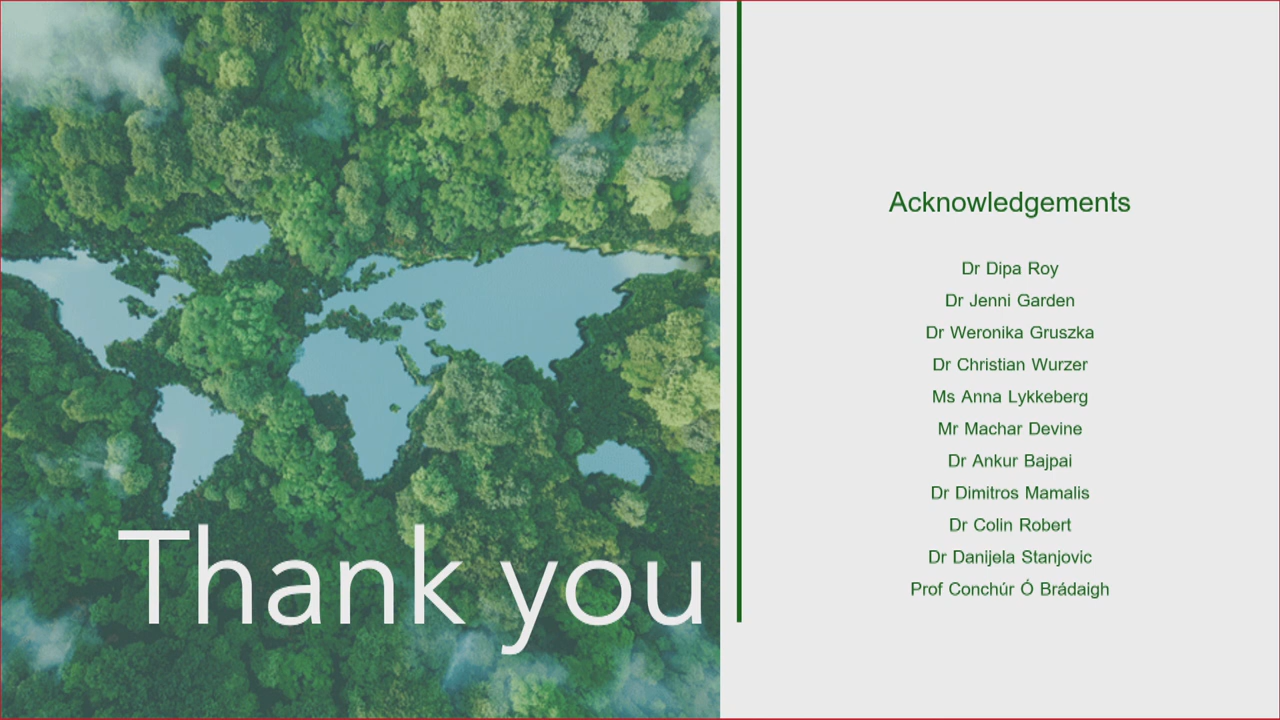 Thank you
Acknowledgements
Dr Dipa Roy
Dr Jenni Garden
Dr Weronika Gruszka
Dr Christian Wurzer
Ms Anna Lykkeberg
Mr Machar Devine
Dr Ankur Bajpai
Dr Dimitros Mamalis
Dr Colin Robert
Dr Danijela Stanjovic
Prof Conchúr Ó Brádaigh